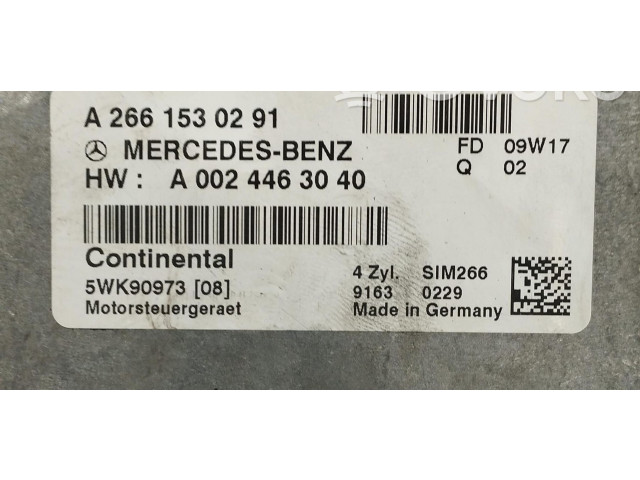 A 266 153 02 91
MERCEDES-BENZ
FD 09W17
Q 02
HW : A 002 446 30 40
Continental
5WK90973 [08]
Motorsteuergeraet
4 Zyl. SIM266
9163 0229
Made in Germany